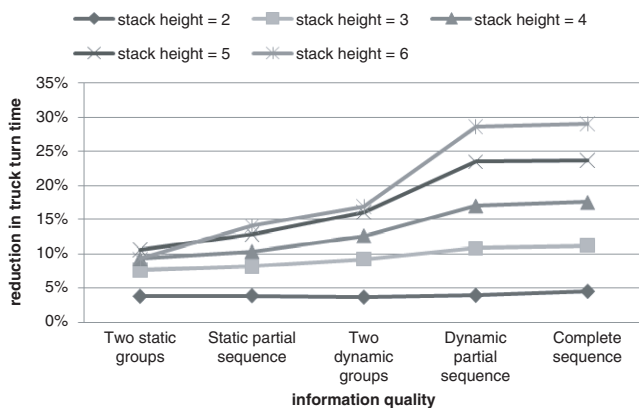 stack height = 2 stack height = 3 stack height = 4
stack height = 5 stack height = 6
reduction in truck turn time
35%
30%
25%
20%
15%
10%
5%
0%
Two static groups
Static partial sequence
Two dynamic groups
Dynamic partial sequence
Complete sequence
information quality